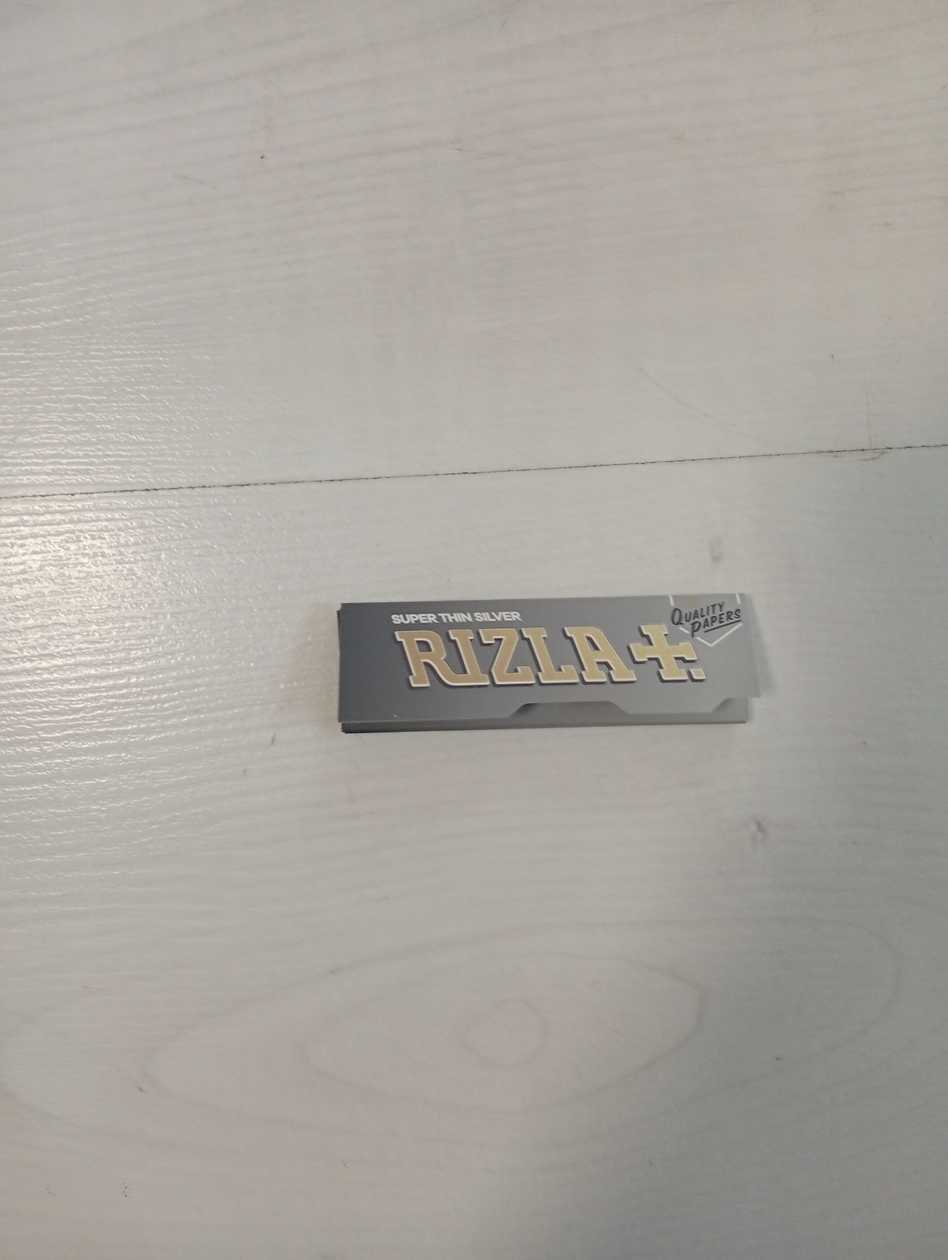 SUPER THIN SILVER
RIZLA+.
QUALITY
PAPERS